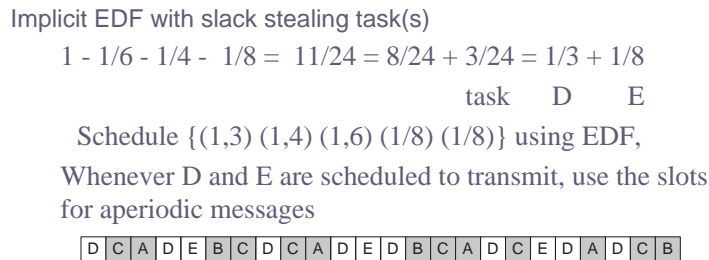 Implicit EDF with slack stealing task(s)
1 - 1/6 - 1/4 - 1/8 = 11/24 = 8/24 + 3/24 = 1/3 + 1/8
task D E
Schedule {(1,3) (1,4) (1,6) (1/8) (1/8)} using EDF,
Whenever D and E are scheduled to transmit, use the slots
for aperiodic messages
D C A D E B C D C A D E D B C A D C E D A D C B